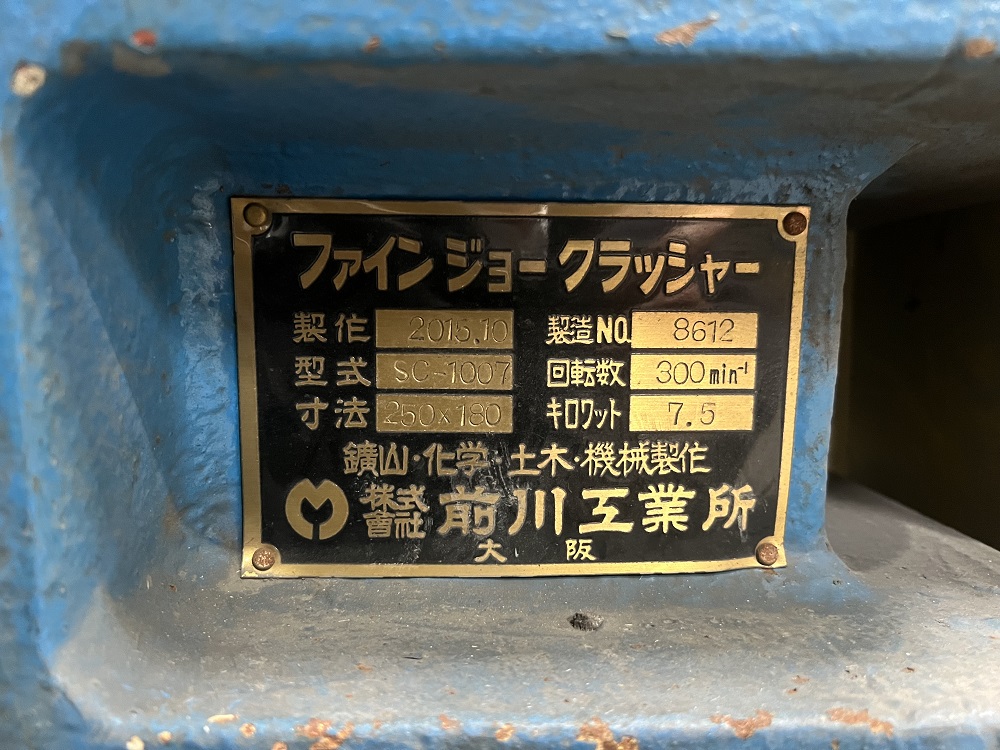 ファインジョークラッシャー
製作 2015.10 製造NO. 8612
型式 SC-1007 回転数 300min⁻¹
寸法 250×180 キロワット 7.5
鑛山・化学・土木・機械製作
株式會社 前川工業所
大阪